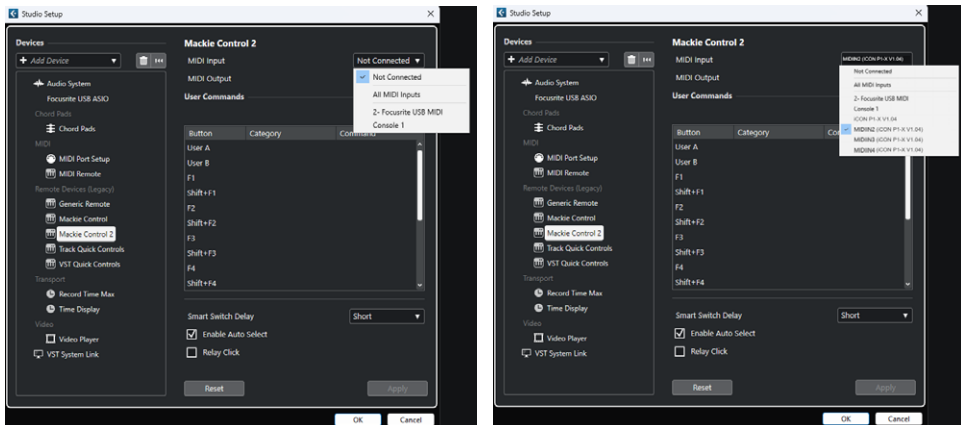 Studio Setup
Devices
Add Device
Audio System
Focusrite USB ASIO
Chord Pads
Chord Pads
MIDI
MIDI Port Setup
MIDI Remote
Remote Devices (Legacy)
Generic Remote
Mackie Control
Mackie Control 2
Track Quick Controls
VST Quick Controls
Transport
Record Time Max
Time Display
Video
Video Player
VST System Link
Mackie Control 2
MIDI Input Not Connected
MIDI Output
User Commands
Not Connected
All MIDI Inputs
2- Focusrite USB MIDI
Console 1
Button Category Command
User A
User B
F1
Shift+F1
F2
Shift+F2
F3
Shift+F3
F4
Shift+F4
Smart Switch Delay Short
Enable Auto Select
Relay Click
Reset Apply
OK Cancel
Studio Setup
Devices
Add Device
Audio System
Focusrite USB ASIO
Chord Pads
Chord Pads
MIDI
MIDI Port Setup
MIDI Remote
Remote Devices (Legacy)
Generic Remote
Mackie Control
Mackie Control 2
Track Quick Controls
VST Quick Controls
Transport
Record Time Max
Time Display
Video
Video Player
VST System Link
Mackie Control 2
MIDI Input MIDIIN2 (ICON P1-X V1.04)
MIDI Output
User Commands
Not Connected
All MIDI Inputs
2- Focusrite USB MIDI
Console 1
ICON P1-X V1.04
MIDIIN2 (ICON P1-X V1.04)
MIDIIN3 (ICON P1-X V1.04)
MIDIIN4 (ICON P1-X V1.04)
Button Category Co
User A
User B
F1
Shift+F1
F2
Shift+F2
F3
Shift+F3
F4
Shift+F4
Smart Switch Delay Short
Enable Auto Select
Relay Click
Reset Apply
OK Cancel